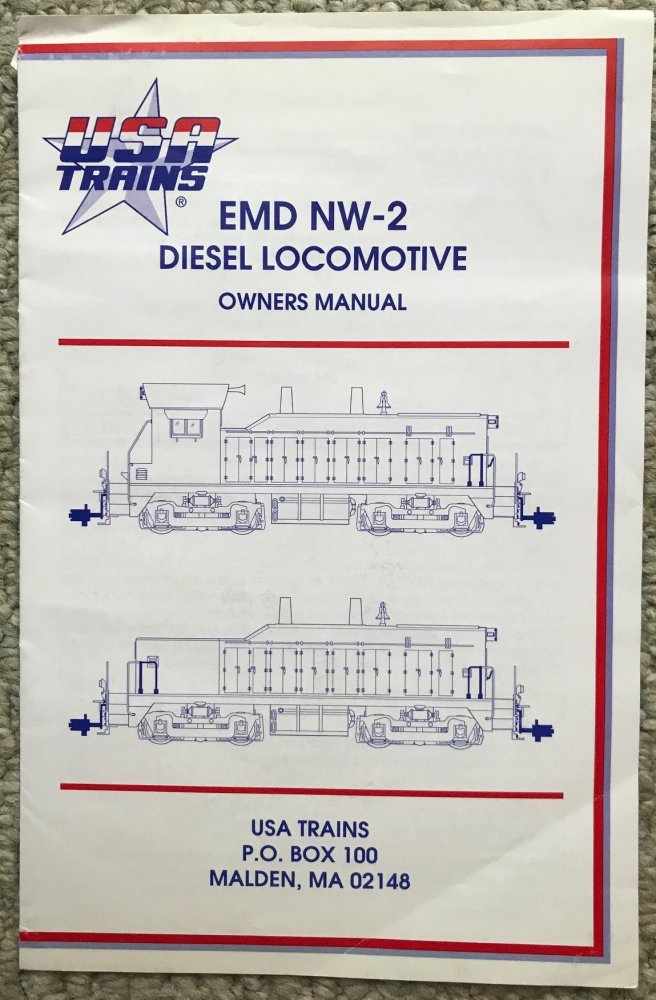 USA
TRAINS
®
EMD NW-2
DIESEL LOCOMOTIVE
OWNERS MANUAL
USA TRAINS
P.O. BOX 100
MALDEN, MA 02148